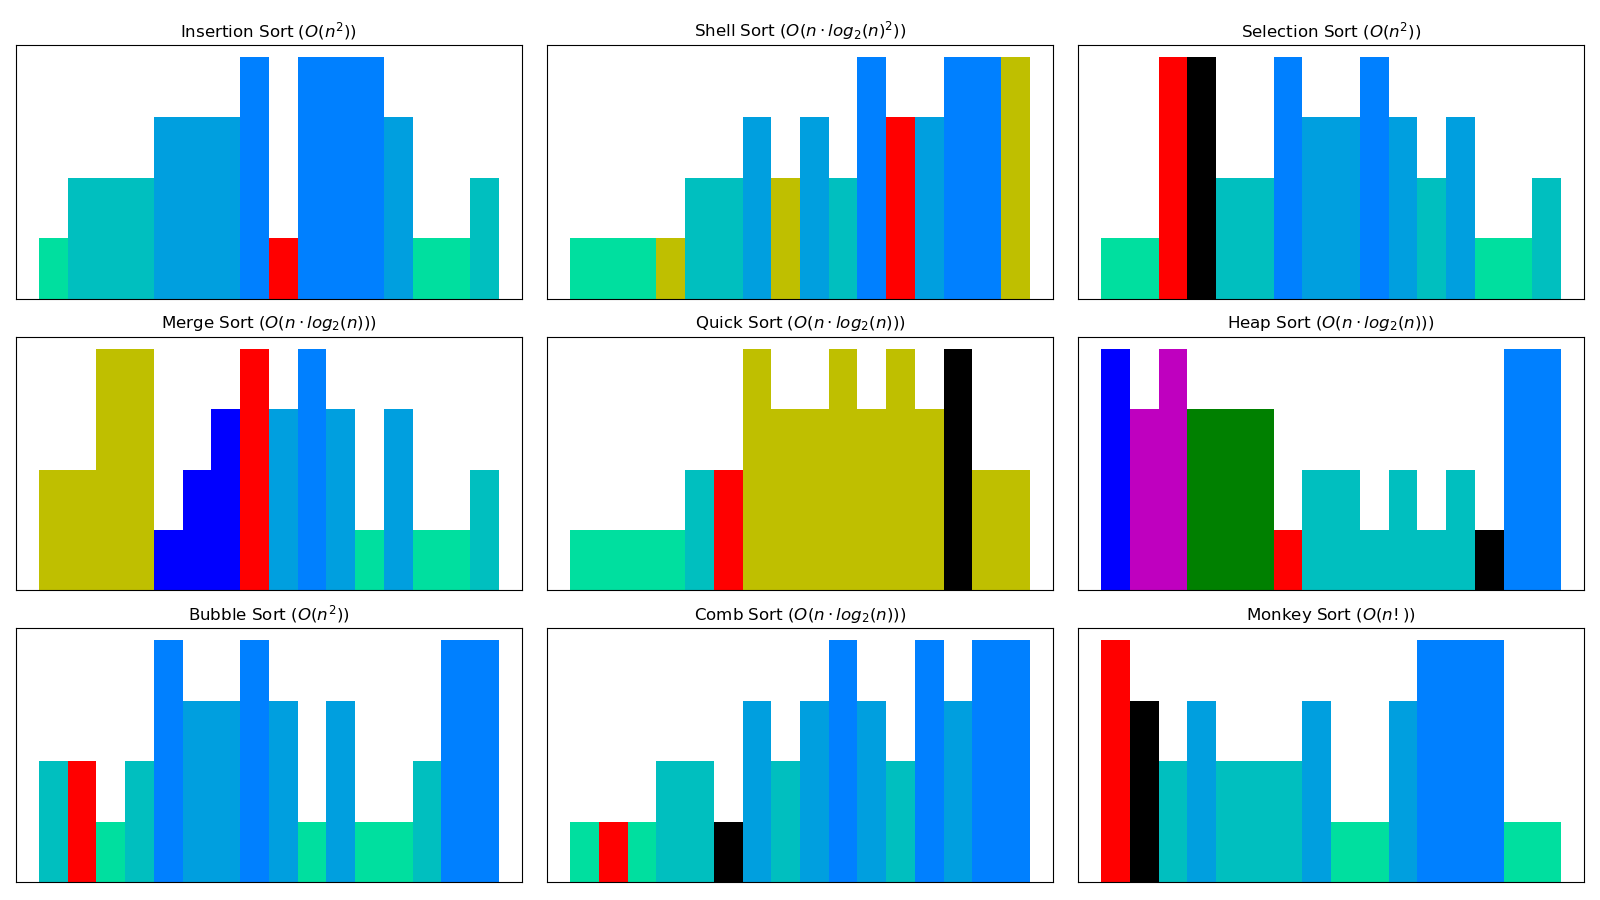 Insertion Sort (O(n²))
Shell Sort (O(n · log₂(n)²))
Selection Sort (O(n²))
Merge Sort (O(n · log₂(n)))
Quick Sort (O(n · log₂(n)))
Heap Sort (O(n · log₂(n)))
Bubble Sort (O(n²))
Comb Sort (O(n · log₂(n)))
Monkey Sort (O(n!))